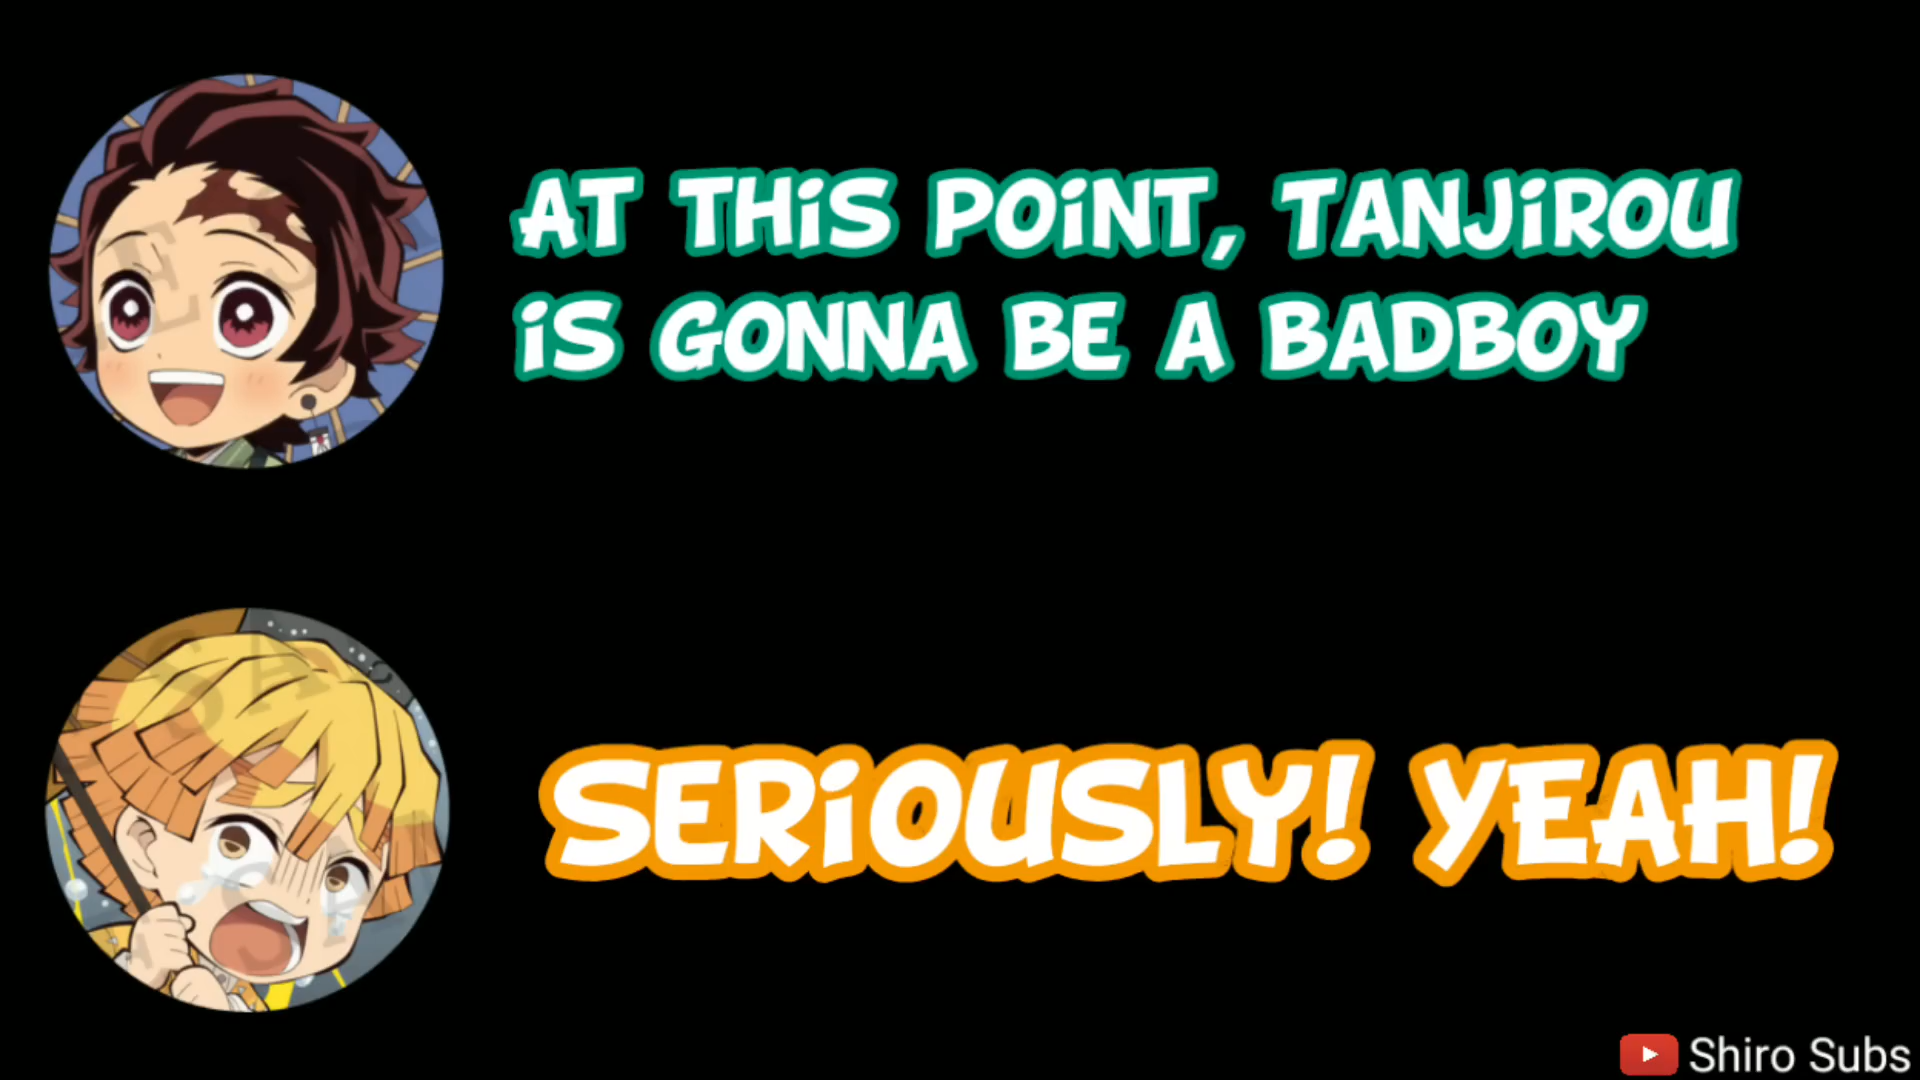 AT THiS POiNT, TANJiROU
iS GONNA BE A BADBOY
SERiOUSLY! YEAH!
Shiro Subs